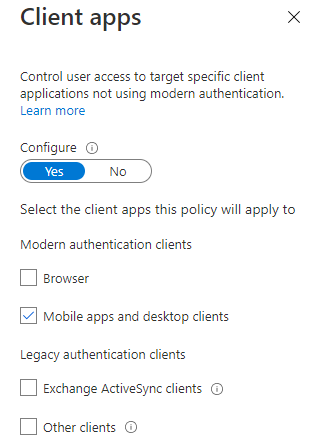 Client apps
Control user access to target specific client
applications not using modern authentication.
Learn more
Configure
Yes No
Select the client apps this policy will apply to
Modern authentication clients
Browser
Mobile apps and desktop clients
Legacy authentication clients
Exchange ActiveSync clients
Other clients